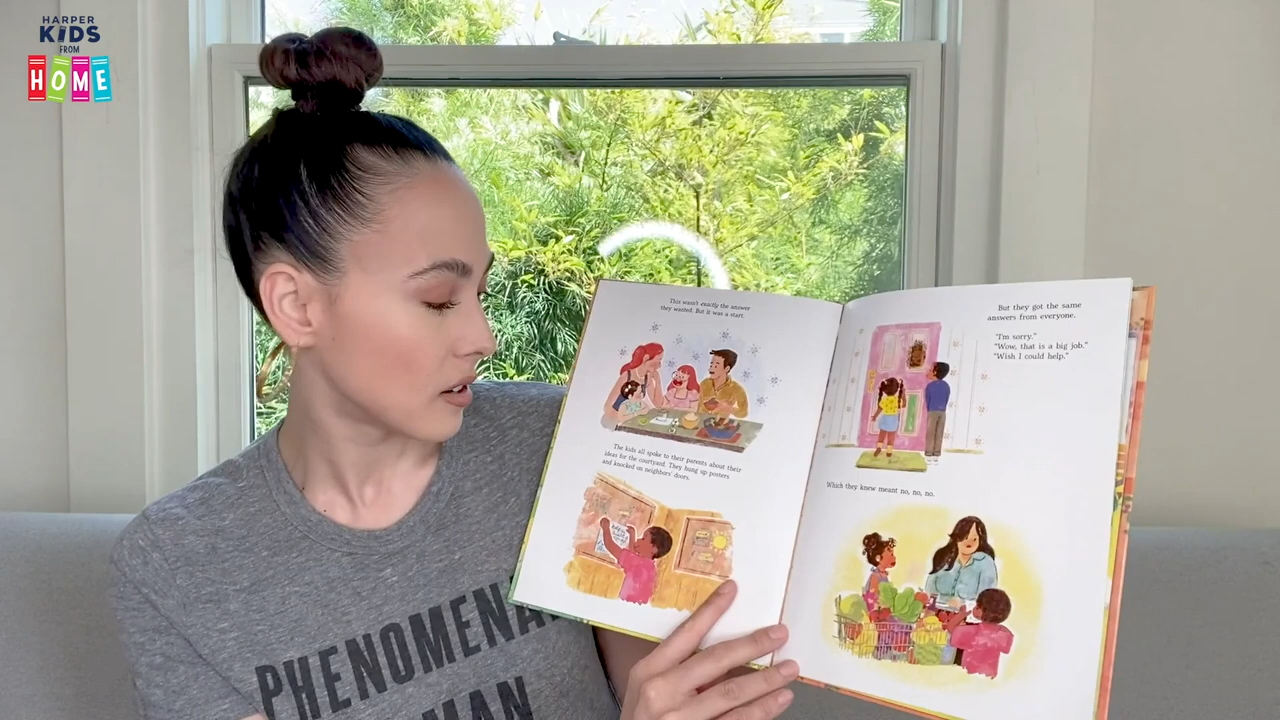 HARPER
KiDS
FROM
HOME
This wasn't exactly the answer
they wanted. But it was a start.
The kids all spoke to their parents about their
ideas for the courtyard. They hung up posters
and knocked on neighbors' doors.
But they got the same
answers from everyone.
"I'm sorry."
"Wow, that is a big job."
"Wish I could help."
Which they knew meant no, no, no.
PHENOMENA
MAN